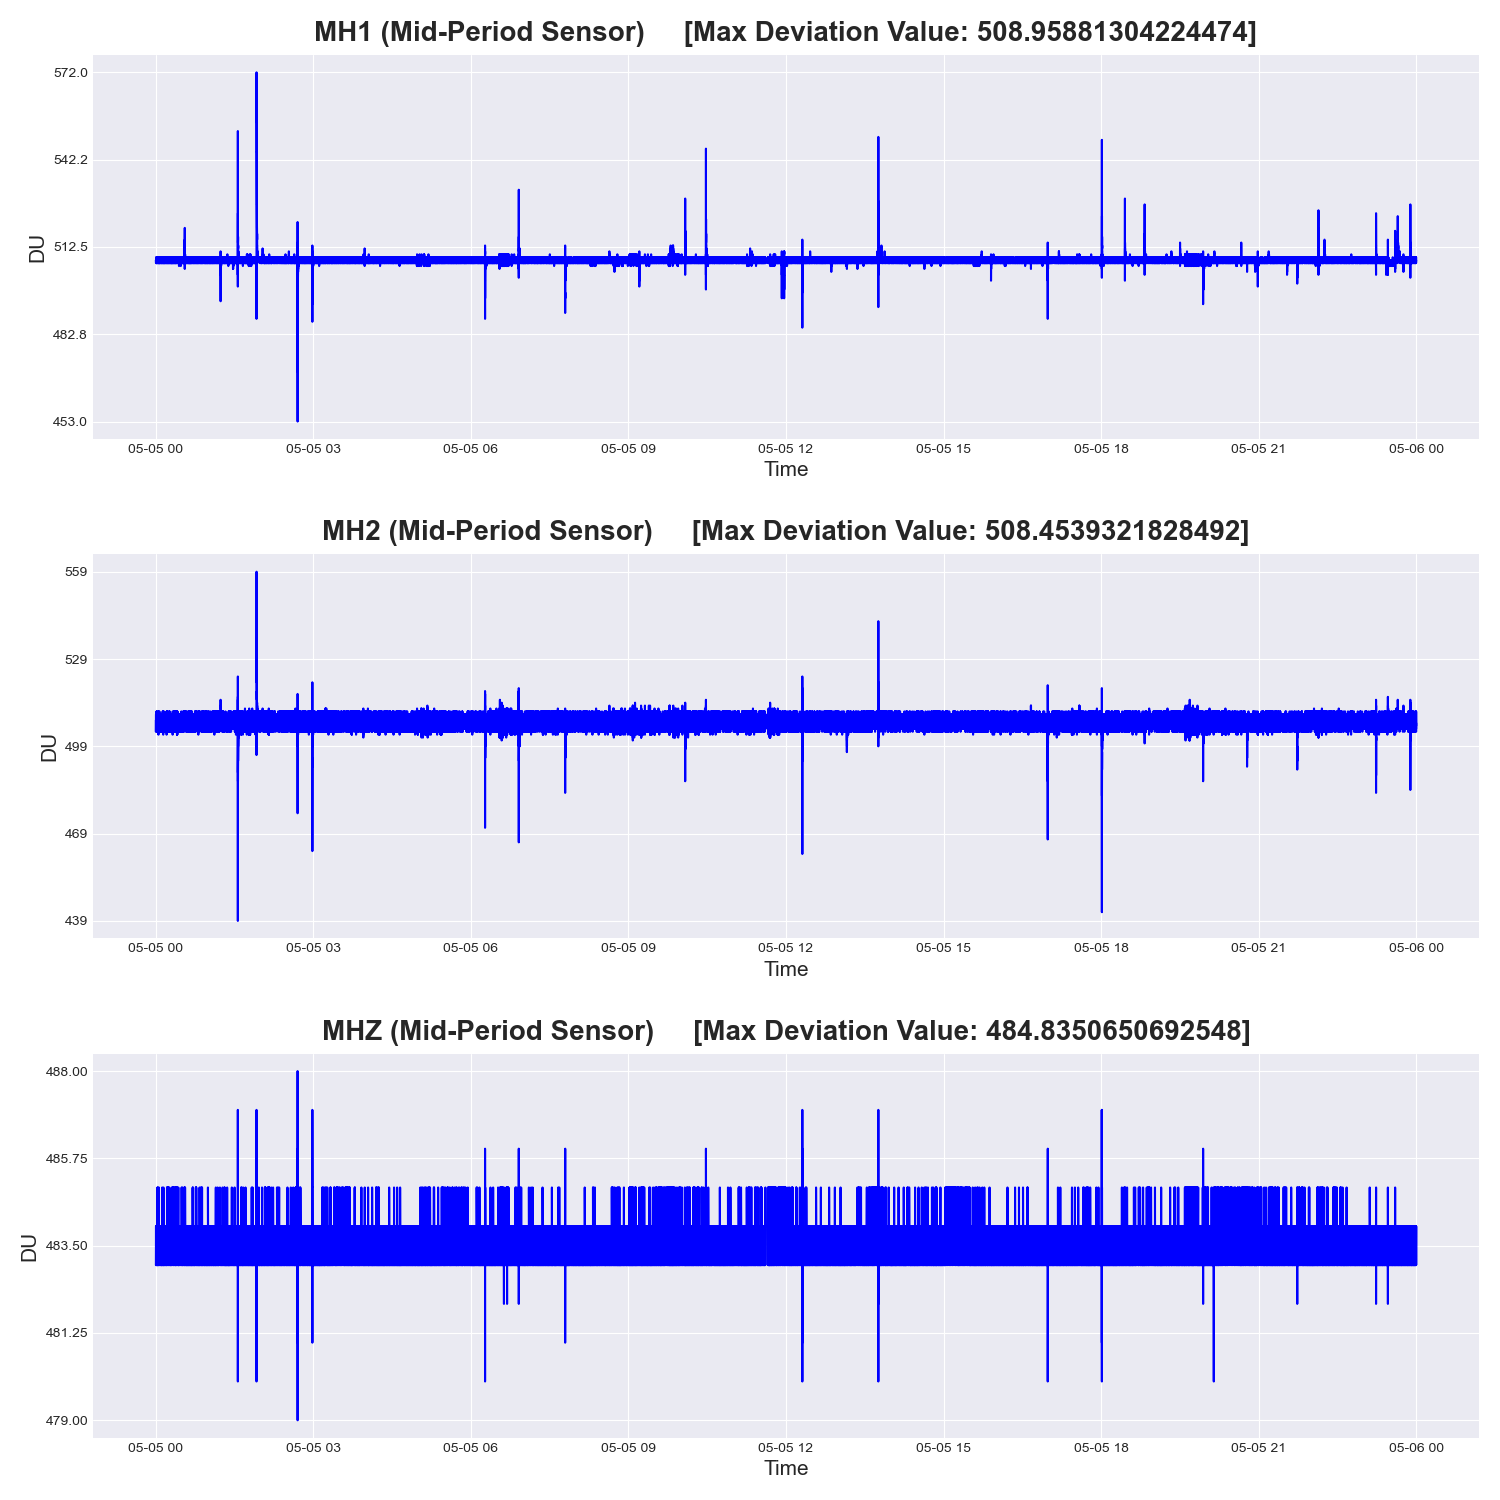 MH1 (Mid-Period Sensor) [Max Deviation Value: 508.95881304224474]
572.0
542.2
512.5
482.8
453.0
DU
05-05 00 05-05 03 05-05 06 05-05 09 05-05 12 05-05 15 05-05 18 05-05 21 05-06 00
Time
MH2 (Mid-Period Sensor) [Max Deviation Value: 508.4539321828492]
559
529
499
469
439
DU
05-05 00 05-05 03 05-05 06 05-05 09 05-05 12 05-05 15 05-05 18 05-05 21 05-06 00
Time
MHZ (Mid-Period Sensor) [Max Deviation Value: 484.8350650692548]
488.00
485.75
483.50
481.25
479.00
DU
05-05 00 05-05 03 05-05 06 05-05 09 05-05 12 05-05 15 05-05 18 05-05 21 05-06 00
Time